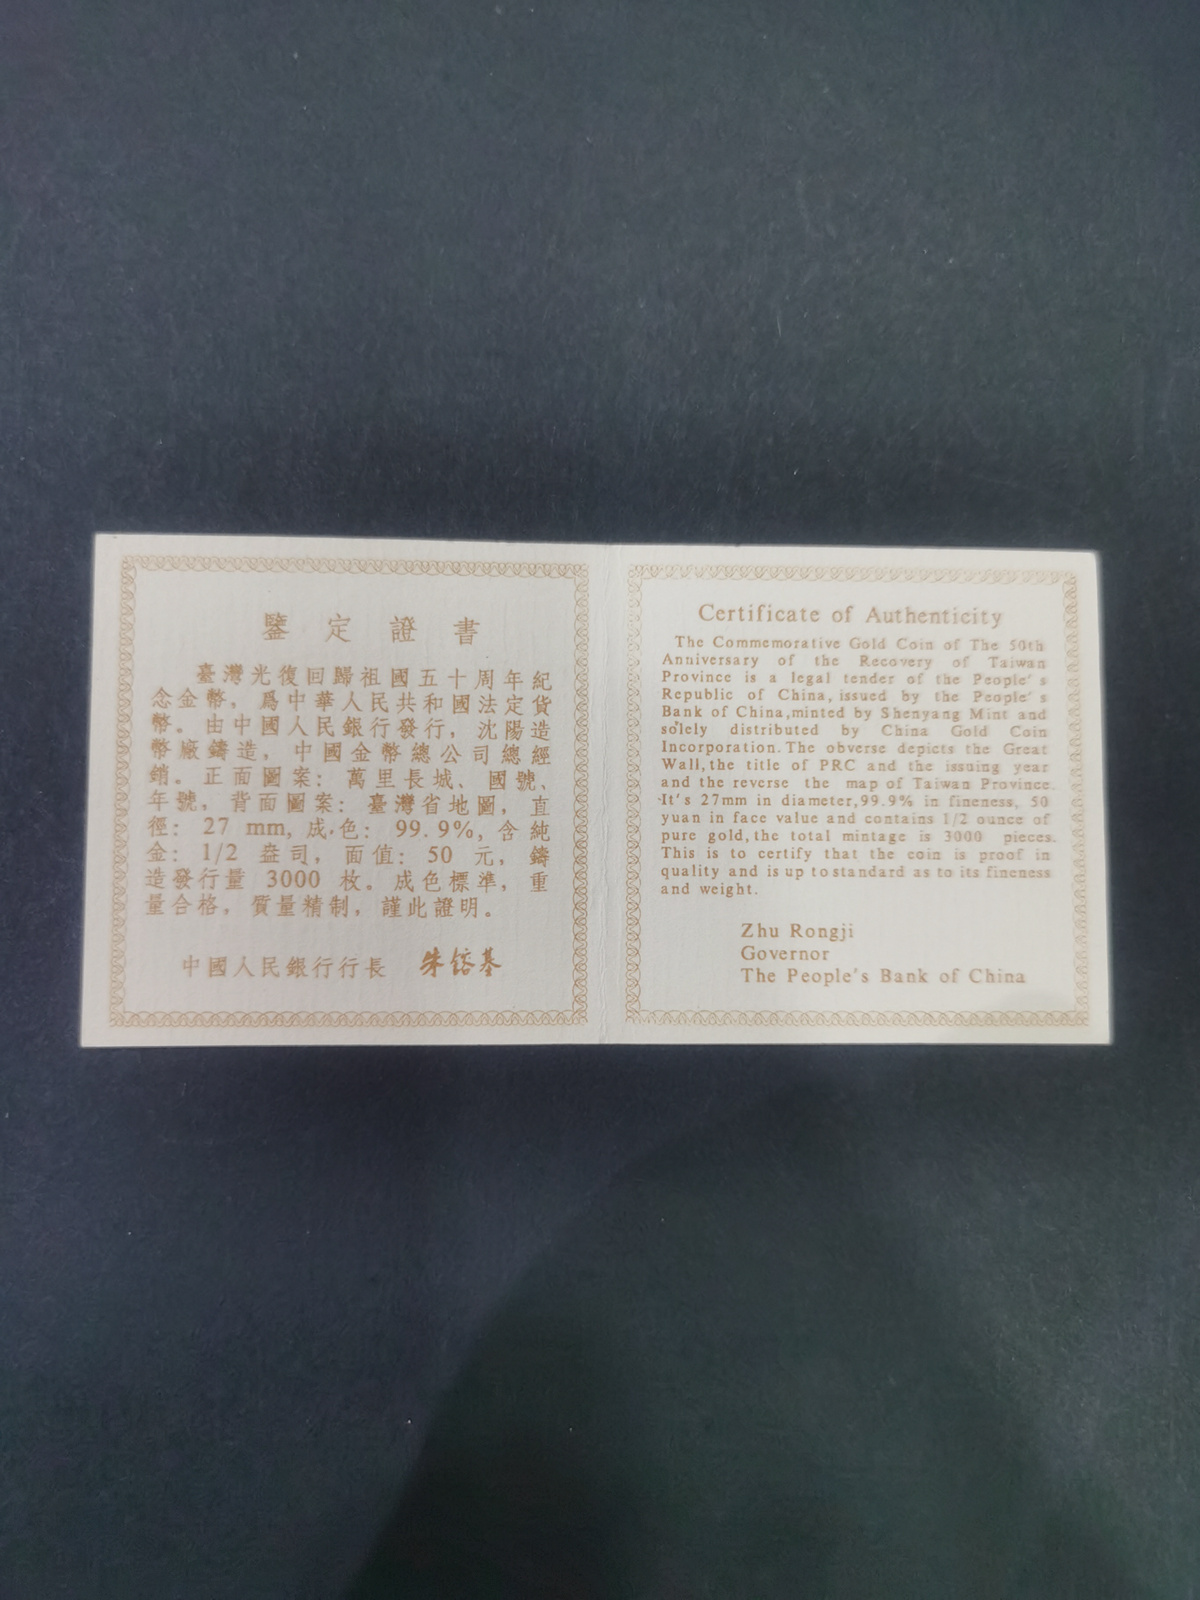 鑒定證書
臺灣光復回歸祖國五十周年紀
念金幣，爲中華人民共和國法定貨
幣。由中國人民銀行發行，沈陽造
幣廠鑄造，中國金幣總公司總經
銷。正面圖案：萬里長城、國號、
年號，背面圖案：臺灣省地圖，直
徑：27 mm，成色：99.9%，含純
金：1/2 盎司，面值：50 元，鑄
造發行量 3000 枚。成色標準，重
量合格，質量精制，謹此證明。
中國人民銀行行長 朱鎔基
Certificate of Authenticity
The Commemorative Gold Coin of The 50th
Anniversary of the Recovery of Taiwan
Province is a legal tender of the People's
Republic of China, issued by the People's
Bank of China,minted by Shenyang Mint and
solely distributed by China Gold Coin
Incorporation. The obverse depicts the Great
Wall, the title of PRC and the issuing year
and the reverse the map of Taiwan Province.
It's 27mm in diameter,99.9% in fineness, 50
yuan in face value and contains 1/2 ounce of
pure gold, the total mintage is 3000 pieces.
This is to certify that the coin is proof in
quality and is up to standard as to its fineness
and weight.
Zhu Rongji
Governor
The People's Bank of China